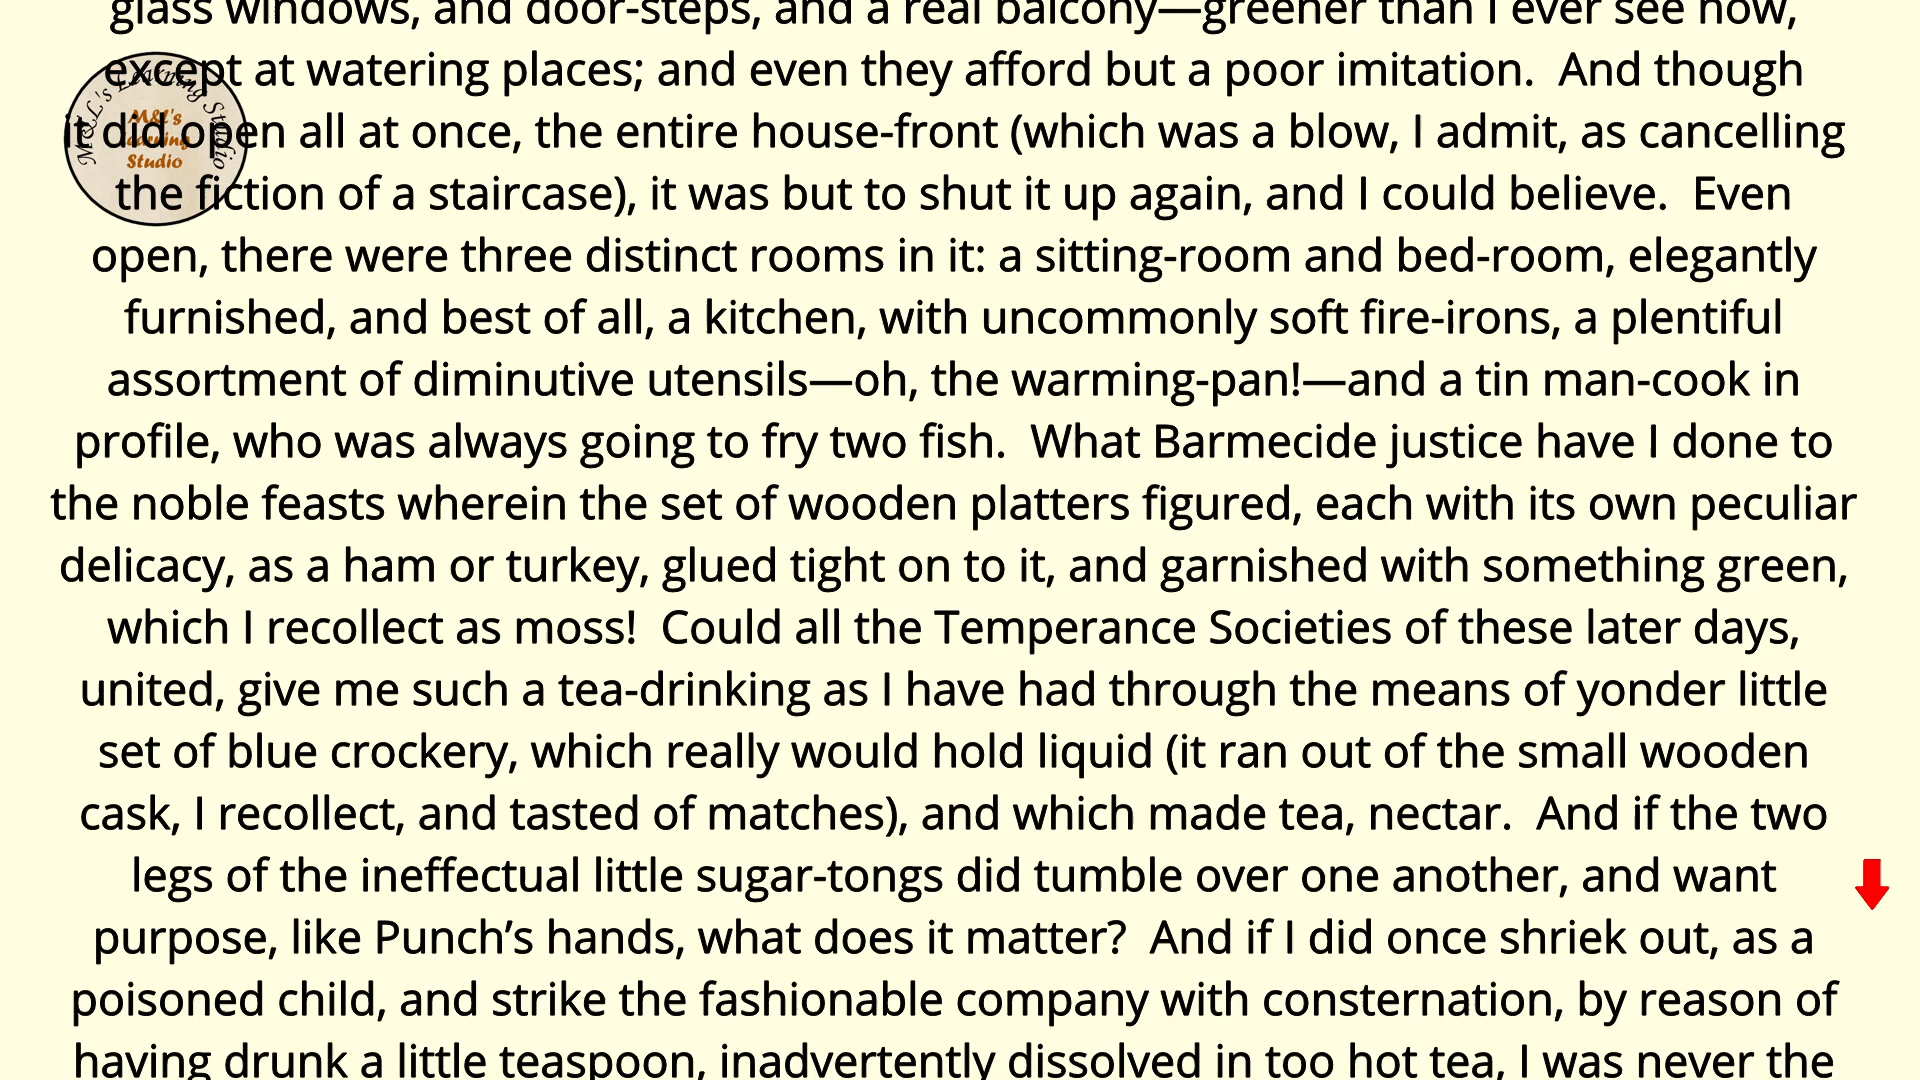 glass windows, and door-steps, and a real balcony—greener than I ever see now,
except at watering places; and even they afford but a poor imitation.  And though
it did open all at once, the entire house-front (which was a blow, I admit, as cancelling
the fiction of a staircase), it was but to shut it up again, and I could believe.  Even
open, there were three distinct rooms in it: a sitting-room and bed-room, elegantly
furnished, and best of all, a kitchen, with uncommonly soft fire-irons, a plentiful
assortment of diminutive utensils—oh, the warming-pan!—and a tin man-cook in
profile, who was always going to fry two fish.  What Barmecide justice have I done to
the noble feasts wherein the set of wooden platters figured, each with its own peculiar
delicacy, as a ham or turkey, glued tight on to it, and garnished with something green,
which I recollect as moss!  Could all the Temperance Societies of these later days,
united, give me such a tea-drinking as I have had through the means of yonder little
set of blue crockery, which really would hold liquid (it ran out of the small wooden
cask, I recollect, and tasted of matches), and which made tea, nectar.  And if the two
legs of the ineffectual little sugar-tongs did tumble over one another, and want
purpose, like Punch’s hands, what does it matter?  And if I did once shriek out, as a
poisoned child, and strike the fashionable company with consternation, by reason of
having drunk a little teaspoon, inadvertently dissolved in too hot tea, I was never the
M&L's Learning Studio
M&L's
Learning
Studio